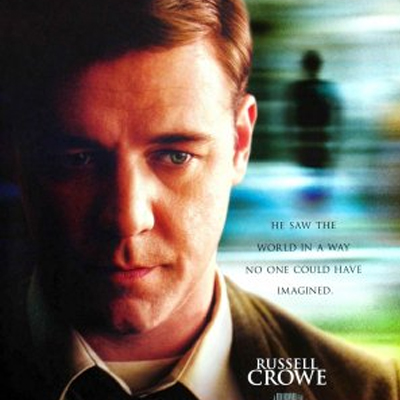 HE SAW THE
WORLD IN A WAY
NO ONE COULD HAVE
IMAGINED.
RUSSELL
CROWE